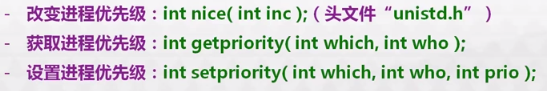 - 改变进程优先级：int nice( int inc );（头文件“unistd.h”）
- 获取进程优先级：int getpriority( int which, int who );
- 设置进程优先级：int setpriority( int which, int who, int prio );